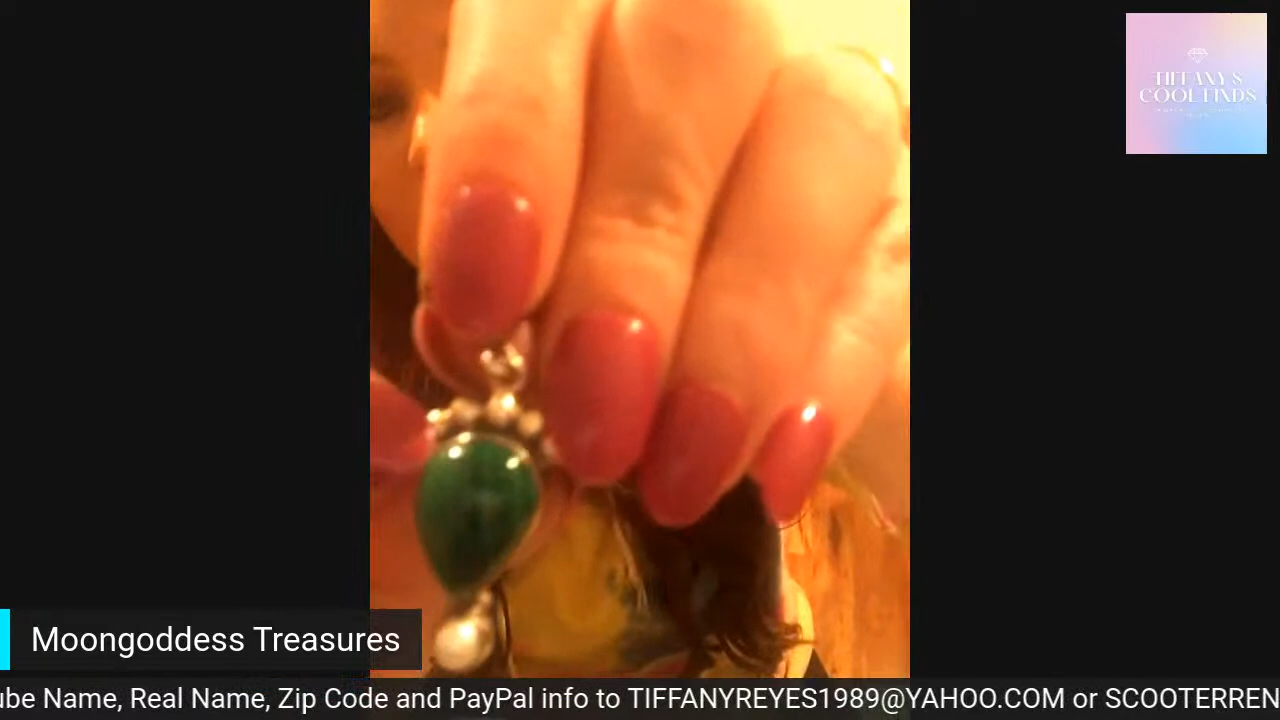 TIFFANY'S
COOL FINDS
Moongoddess Treasures
ube Name, Real Name, Zip Code and PayPal info to TIFFANYREYES1989@YAHOO.COM or SCOOTERREN